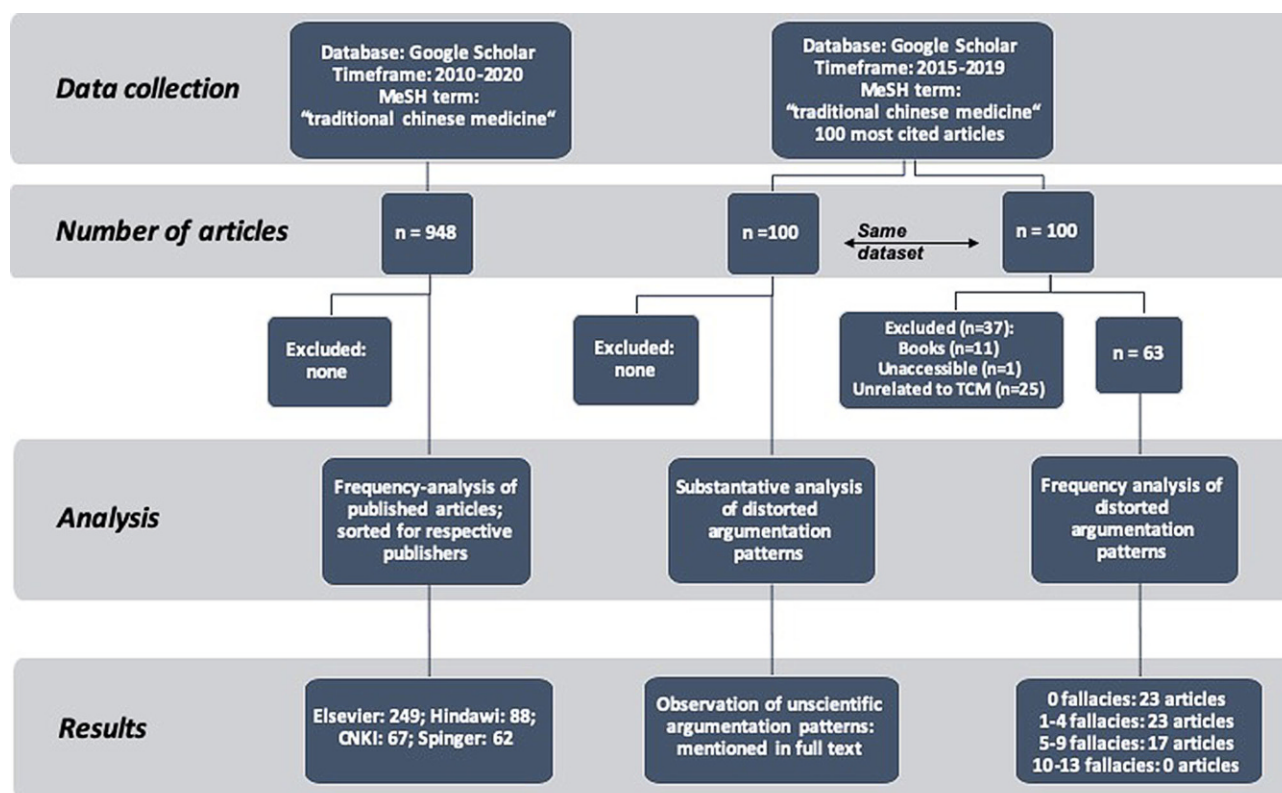 Data collection
Database: Google Scholar
Timeframe: 2010-2020
MeSH term:
“traditional chinese medicine“
Database: Google Scholar
Timeframe: 2015-2019
MeSH term:
“traditional chinese medicine“
100 most cited articles
Number of articles
n = 948
n =100
Same
dataset
n = 100
Excluded:
none
Excluded:
none
Excluded (n=37):
Books (n=11)
Unaccessible (n=1)
Unrelated to TCM (n=25)
n = 63
Analysis
Frequency-analysis of
published articles;
sorted for respective
publishers
Substantative analysis
of distorted
argumentation
patterns
Frequency analysis of
distorted
argumentation
patterns
Results
Elsevier: 249; Hindawi: 88;
CNKI: 67; Spinger: 62
Observation of unscientific
argumentation patterns:
mentioned in full text
0 fallacies: 23 articles
1-4 fallacies: 23 articles
5-9 fallacies: 17 articles
10-13 fallacies: 0 articles